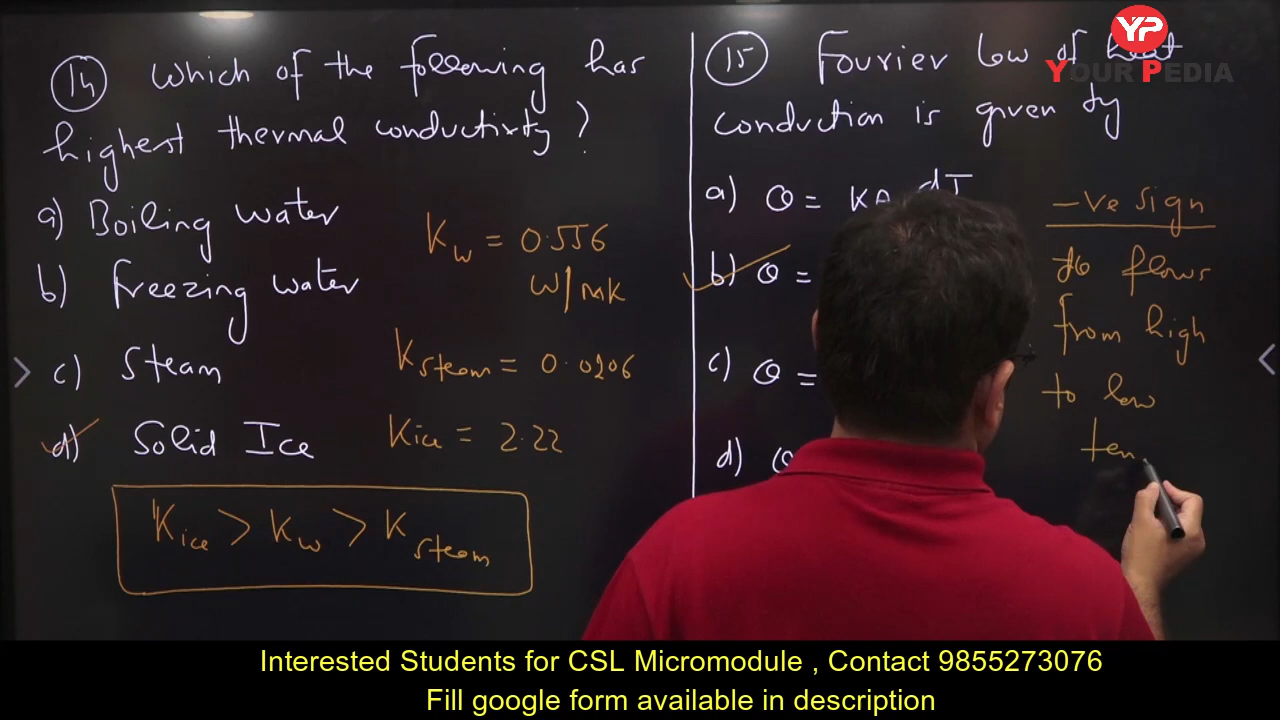 14 Which of the following has
highest thermal conductivity ?
a) Boiling water
b) freezing water
c) Steam
d) Solid Ice
Kw = 0.556
W/mK
Ksteam = 0.0206
Kice = 2.22
Kice > Kw > Ksteam
15 Fourier law of heat
conduction is given by
a) Q = KA dT
b) Q =
c) Q =
d) Q
-ve sign
flows
from high
to low
tem
YP
YOUR PEDIA
Interested Students for CSL Micromodule , Contact 9855273076
Fill google form available in description